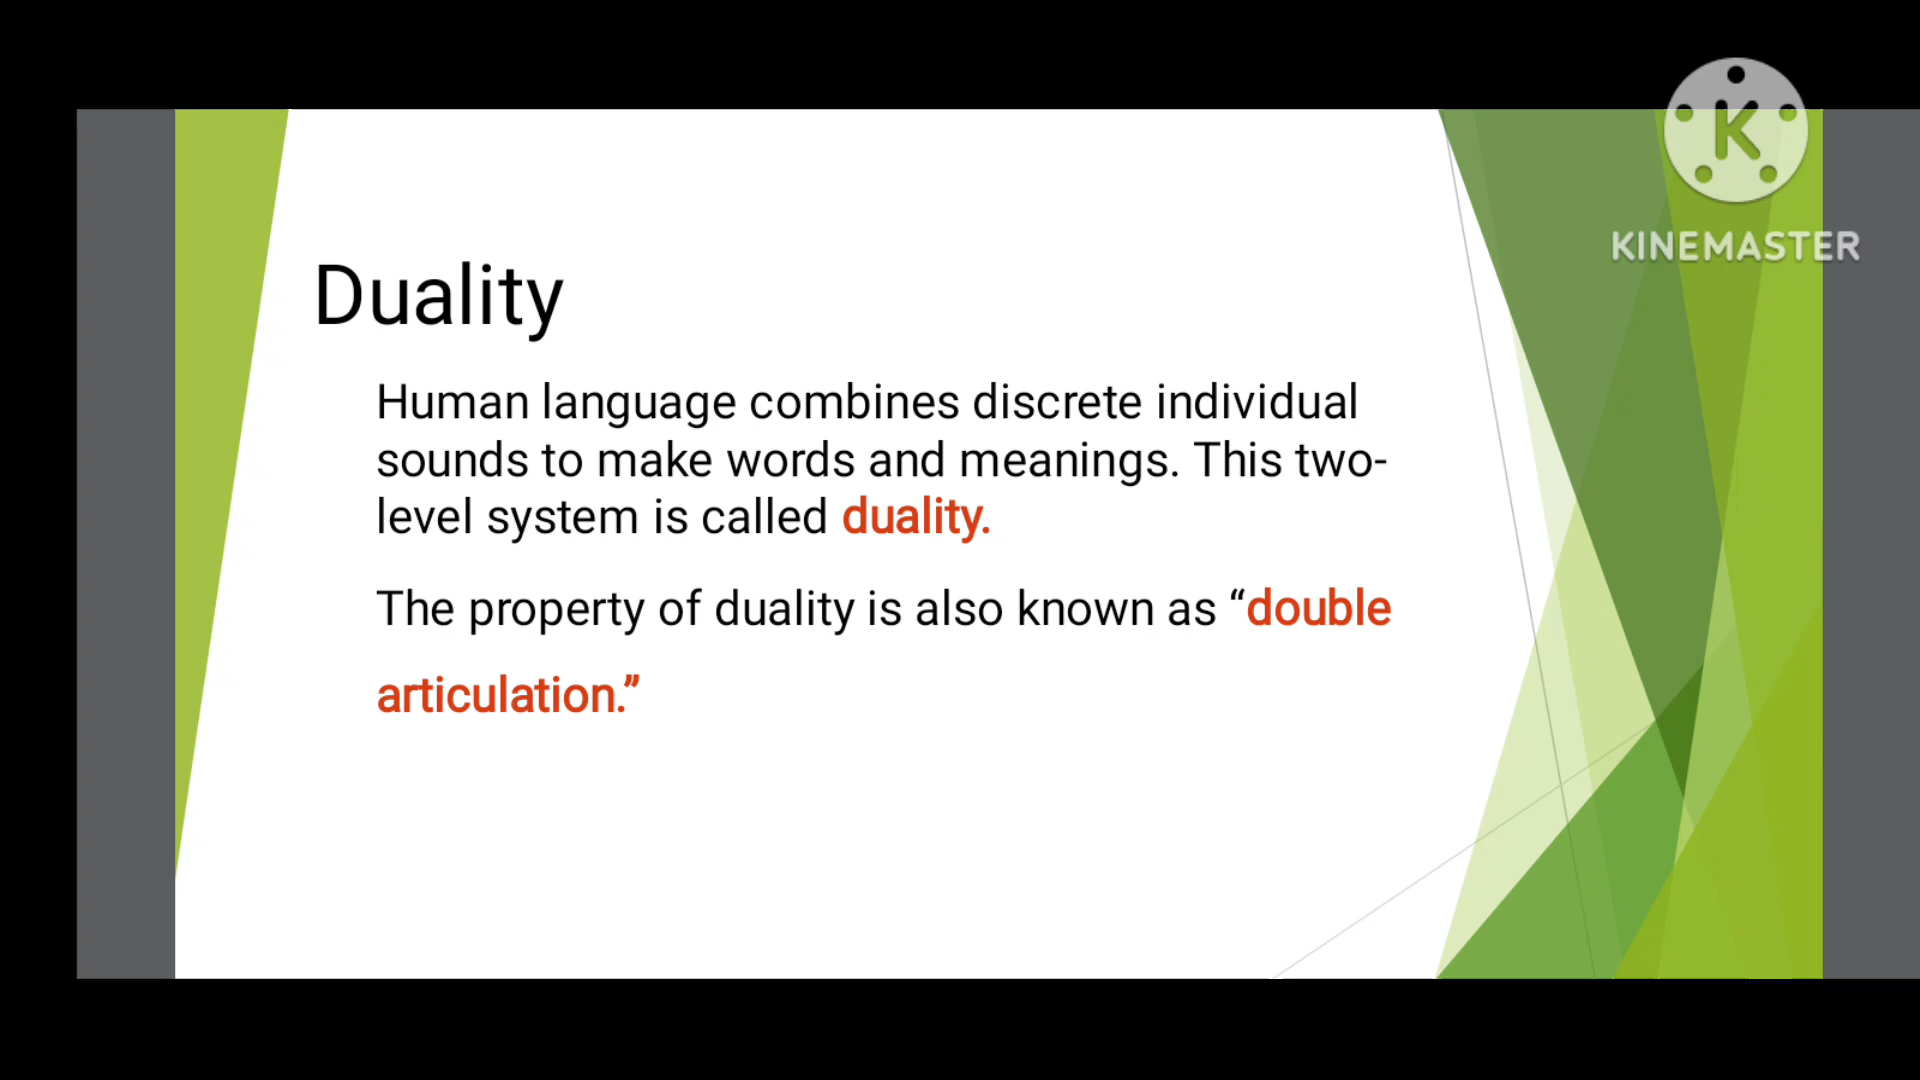 KINEMASTER
Duality
Human language combines discrete individual
sounds to make words and meanings. This two-
level system is called duality.
The property of duality is also known as “double
articulation.”